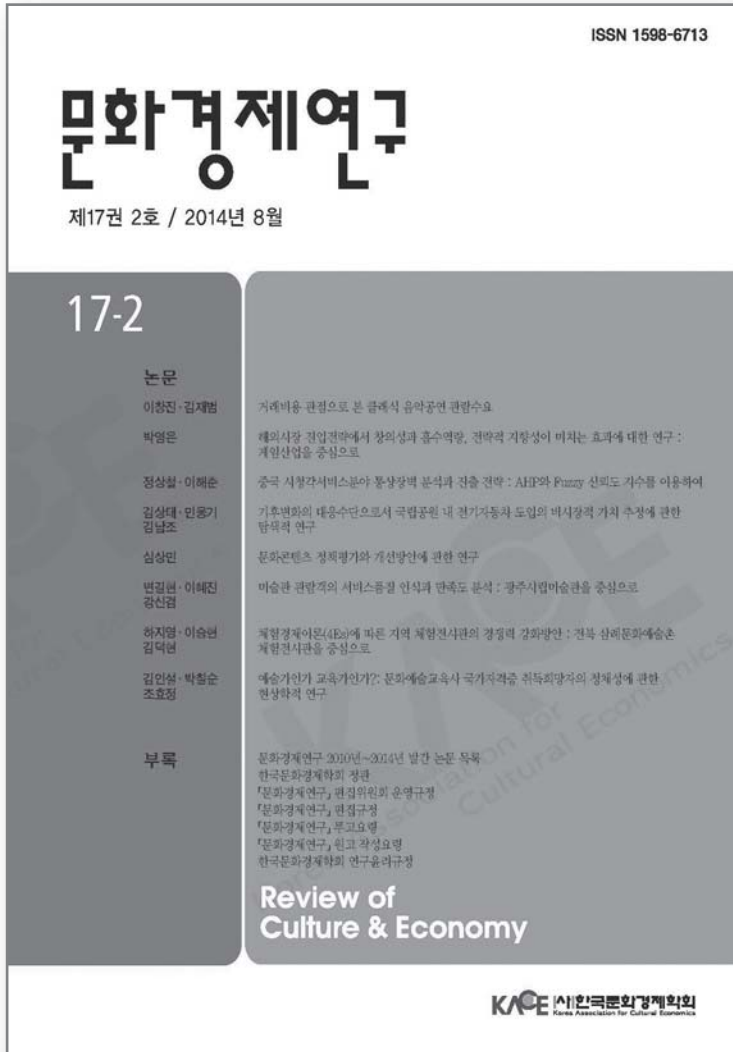 ISSN 1598-6713
문화경제연구
제17권 2호 / 2014년 8월
17-2
논문
이창진·김재범 거래비용 관점으로 본 클래식 음악공연 관람수요
박영은 해외시장 진입전략에서 창의성과 흡수역량, 전략적 지향성이 미치는 효과에 대한 연구 :
게임산업을 중심으로
정상철·이해춘 중국 시청각서비스분야 통상장벽 분석과 진출 전략 : AHP와 Fuzzy 신뢰도 지수를 이용하여
김상대·민웅기 기후변화의 대응수단으로서 국립공원 내 전기자동차 도입의 비시장적 가치 추정에 관한
김남조 탐색적 연구
심상민 문화콘텐츠 정책평가와 개선방안에 관한 연구
변길현·이혜진 미술관 관람객의 서비스품질 인식과 만족도 분석 : 광주시립미술관을 중심으로
강신겸
하지영·이승현 체험경제이론(4Es)에 따른 지역 체험전시관의 경쟁력 강화방안 : 전북 삼례문화예술촌
김덕현 체험전시관을 중심으로
김인설·박칠순 예술가인가 교육가인가?: 문화예술교육사 국가자격증 취득희망자의 정체성에 관한
조효정 현상학적 연구
부록 문화경제연구 2010년~2014년 발간 논문 목록
한국문화경제학회 정관
「문화경제연구」 편집위원회 운영규정
「문화경제연구」 편집규정
「문화경제연구」 투고요령
「문화경제연구」 원고 작성요령
한국문화경제학회 연구윤리규정
Review of
Culture & Economy
KACE (사)한국문화경제학회
Korea Association for Cultural Economics